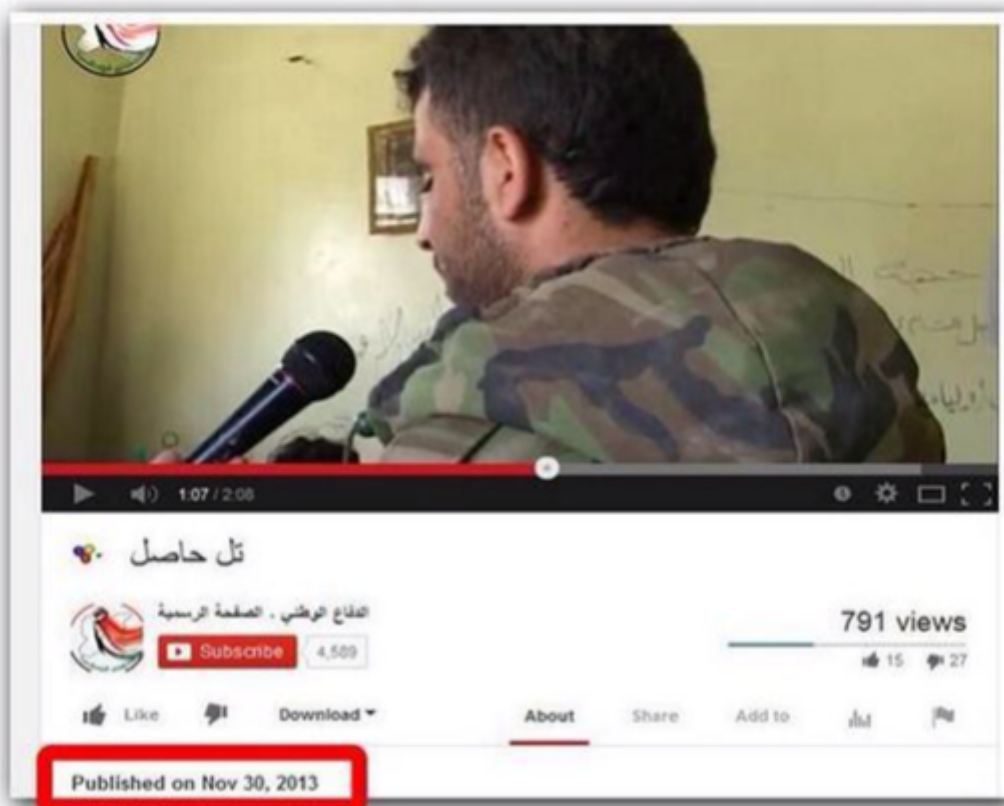 1:07 / 2:08
تل حاصل
الدفاع الوطني . الصفحة الرسمية
Subscribe 4,589
791 views
15 27
Like Download About Share Add to
Published on Nov 30, 2013